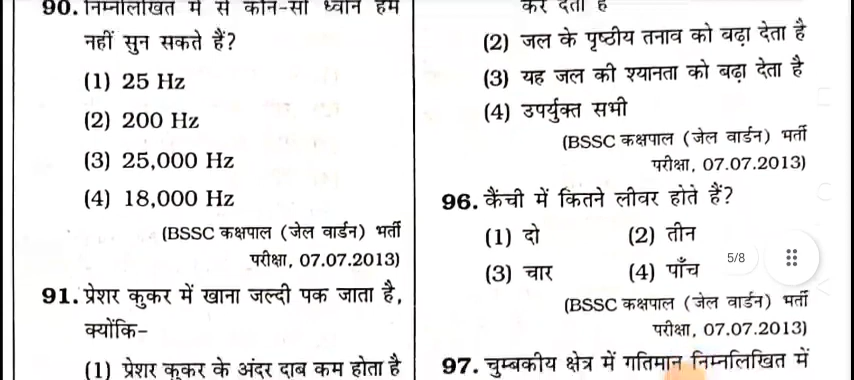 90. निम्नलिखित में से कौन-सी ध्वनि हम
नहीं सुन सकते हैं?
(1) 25 Hz
(2) 200 Hz
(3) 25,000 Hz
(4) 18,000 Hz
(BSSC कक्षपाल (जेल वार्डन) भर्ती
परीक्षा, 07.07.2013)
91. प्रेशर कुकर में खाना जल्दी पक जाता है,
क्योंकि-
(1) प्रेशर कुकर के अंदर दाब कम होता है
कर देता है
(2) जल के पृष्ठीय तनाव को बढ़ा देता है
(3) यह जल की श्यानता को बढ़ा देता है
(4) उपर्युक्त सभी
(BSSC कक्षपाल (जेल वार्डन) भर्ती
परीक्षा, 07.07.2013)
96. कैंची में कितने लीवर होते हैं?
(1) दो (2) तीन
(3) चार (4) पाँच
5/8
(BSSC कक्षपाल (जेल वार्डन) भर्ती
परीक्षा, 07.07.2013)
97. चुम्बकीय क्षेत्र में गतिमान निम्नलिखित में